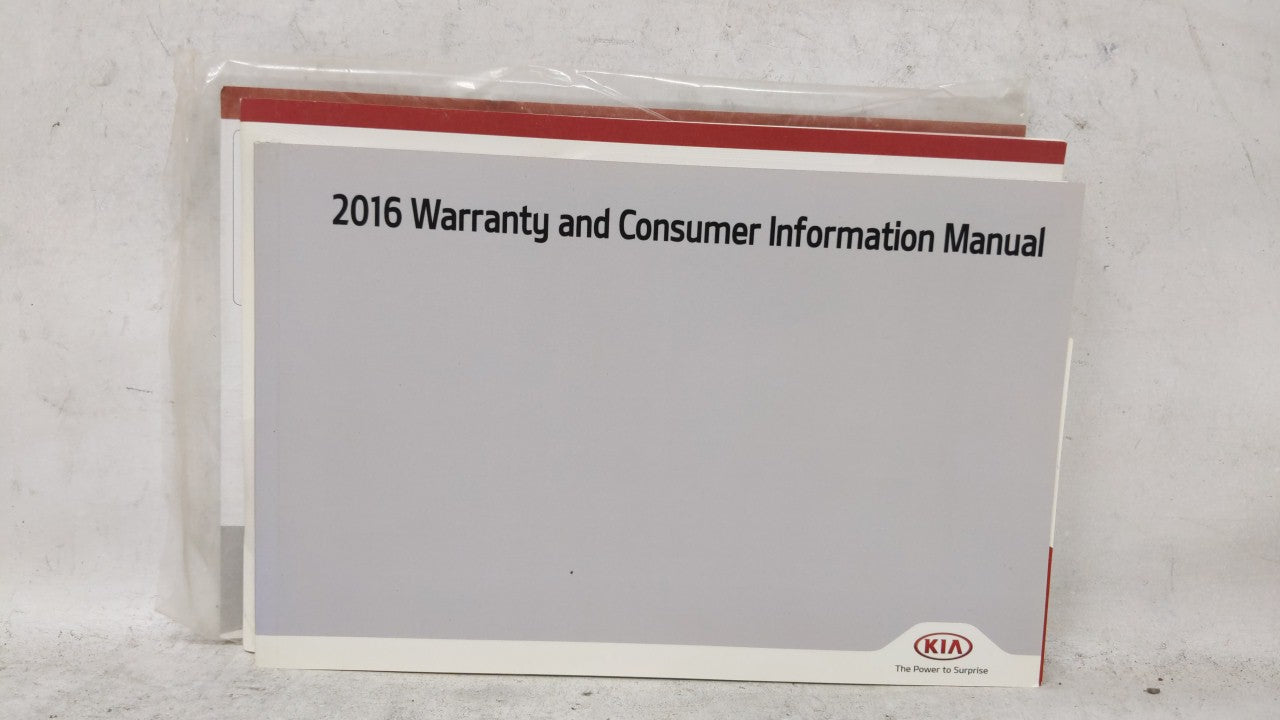 2016 Warranty and Consumer Information Manual
KIA
The Power to Surprise